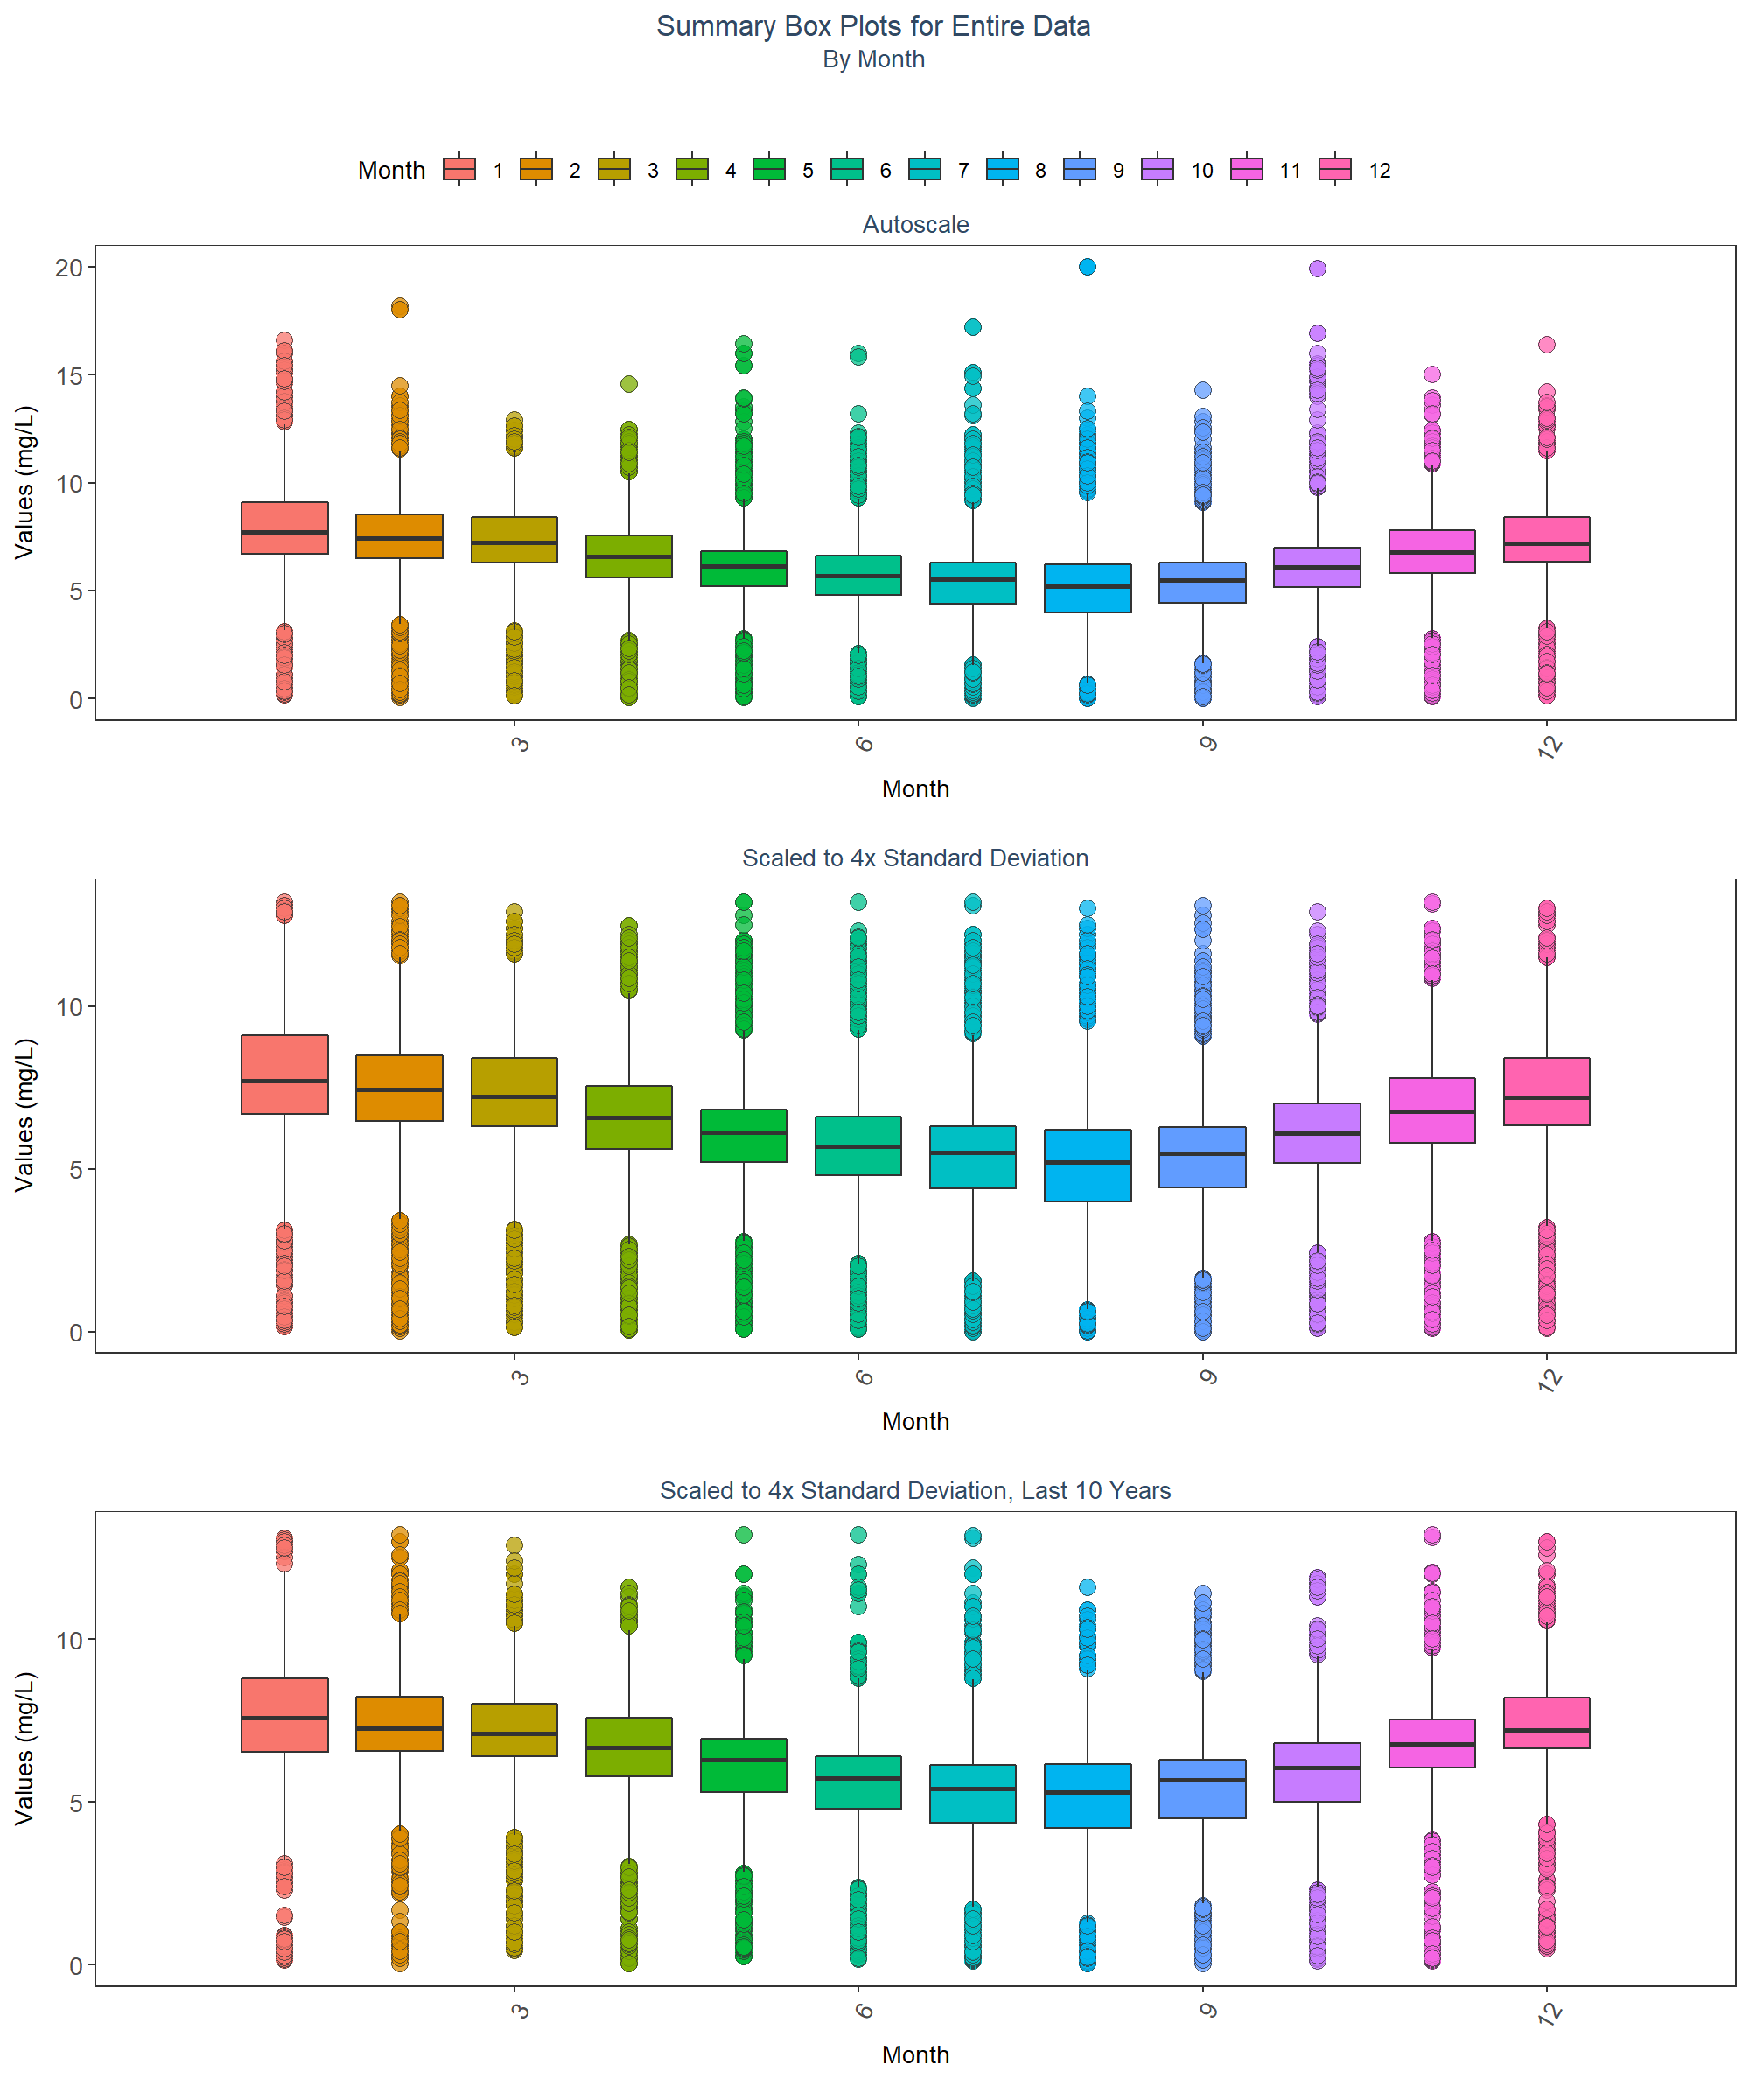 Summary Box Plots for Entire Data
By Month
Month 1 2 3 4 5 6 7 8 9 10 11 12
Autoscale
Values (mg/L)
20
15
10
5
0
3 6 9 12
Month
Scaled to 4x Standard Deviation
Values (mg/L)
10
5
0
3 6 9 12
Month
Scaled to 4x Standard Deviation, Last 10 Years
Values (mg/L)
10
5
0
3 6 9 12
Month